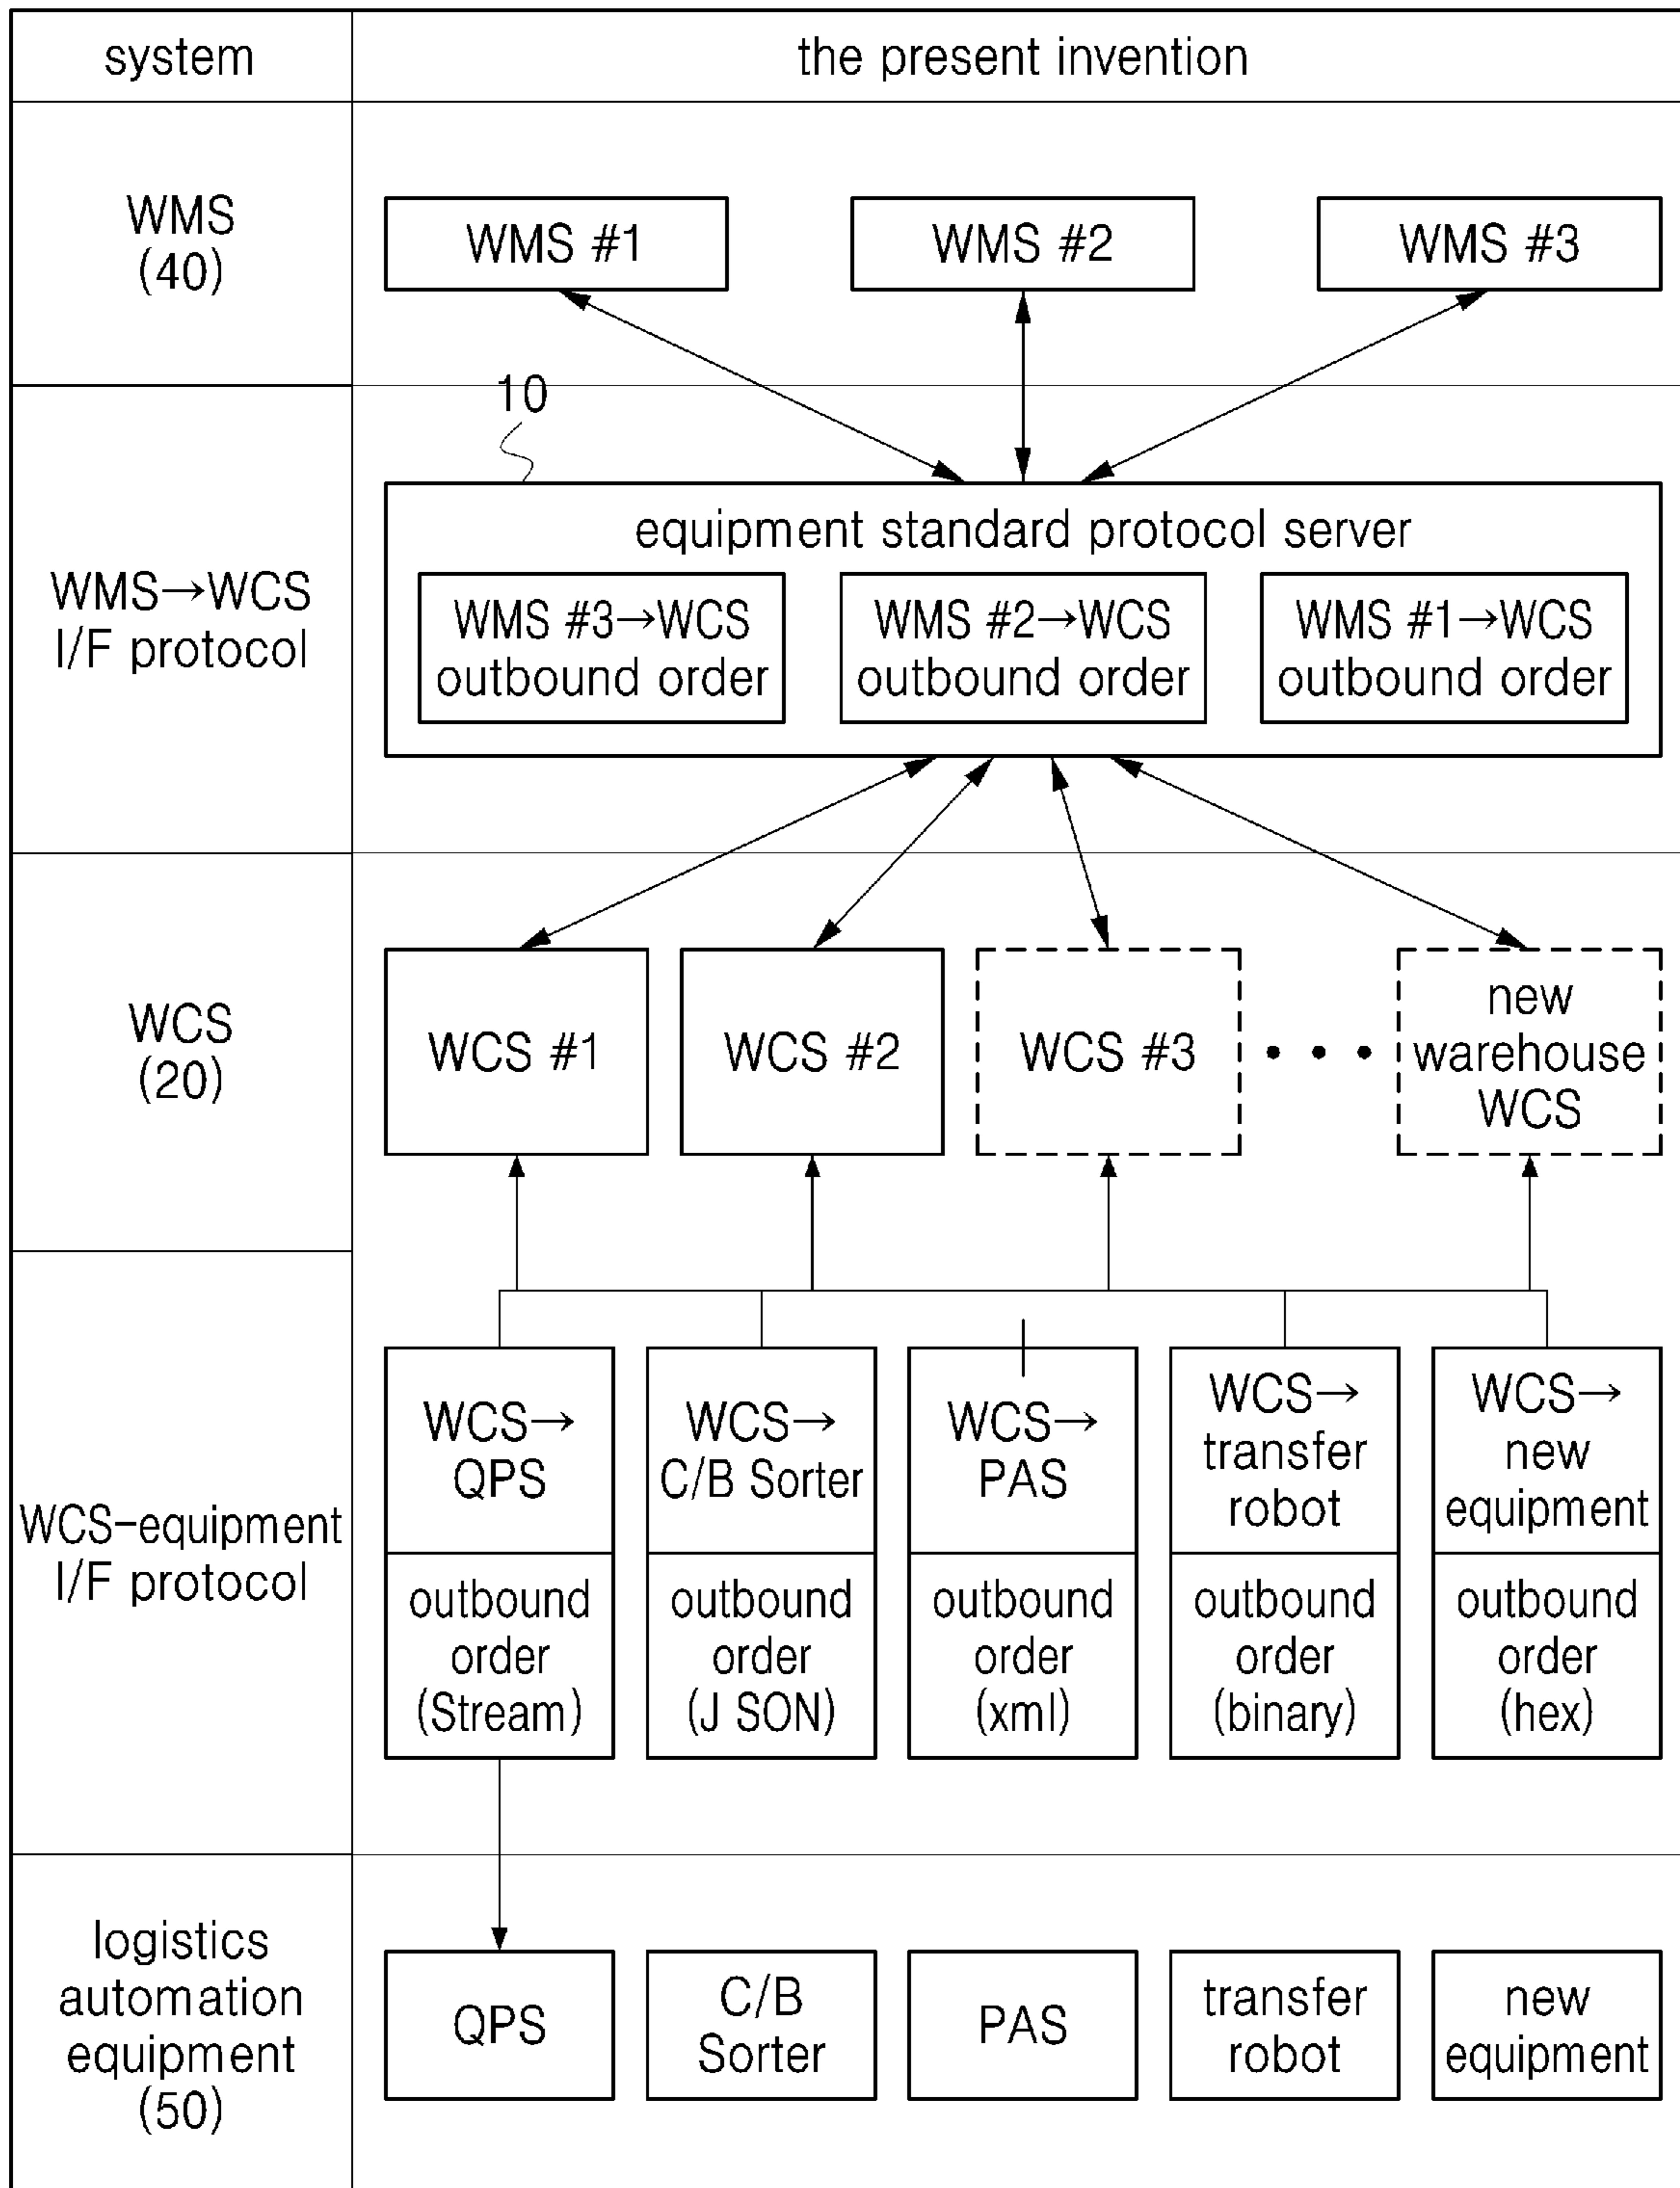 system
the present invention
WMS
(40)
WMS #1
WMS #2
WMS #3
10
WMS→WCS
I/F protocol
equipment standard protocol server
WMS #3→WCS
outbound order
WMS #2→WCS
outbound order
WMS #1→WCS
outbound order
WCS
(20)
WCS #1
WCS #2
WCS #3
• • •
new
warehouse
WCS
WCS-equipment
I/F protocol
WCS→
QPS
WCS→
C/B Sorter
WCS→
PAS
WCS→
transfer
robot
WCS→
new
equipment
outbound
order
(Stream)
outbound
order
(J SON)
outbound
order
(xml)
outbound
order
(binary)
outbound
order
(hex)
logistics
automation
equipment
(50)
QPS
C/B
Sorter
PAS
transfer
robot
new
equipment